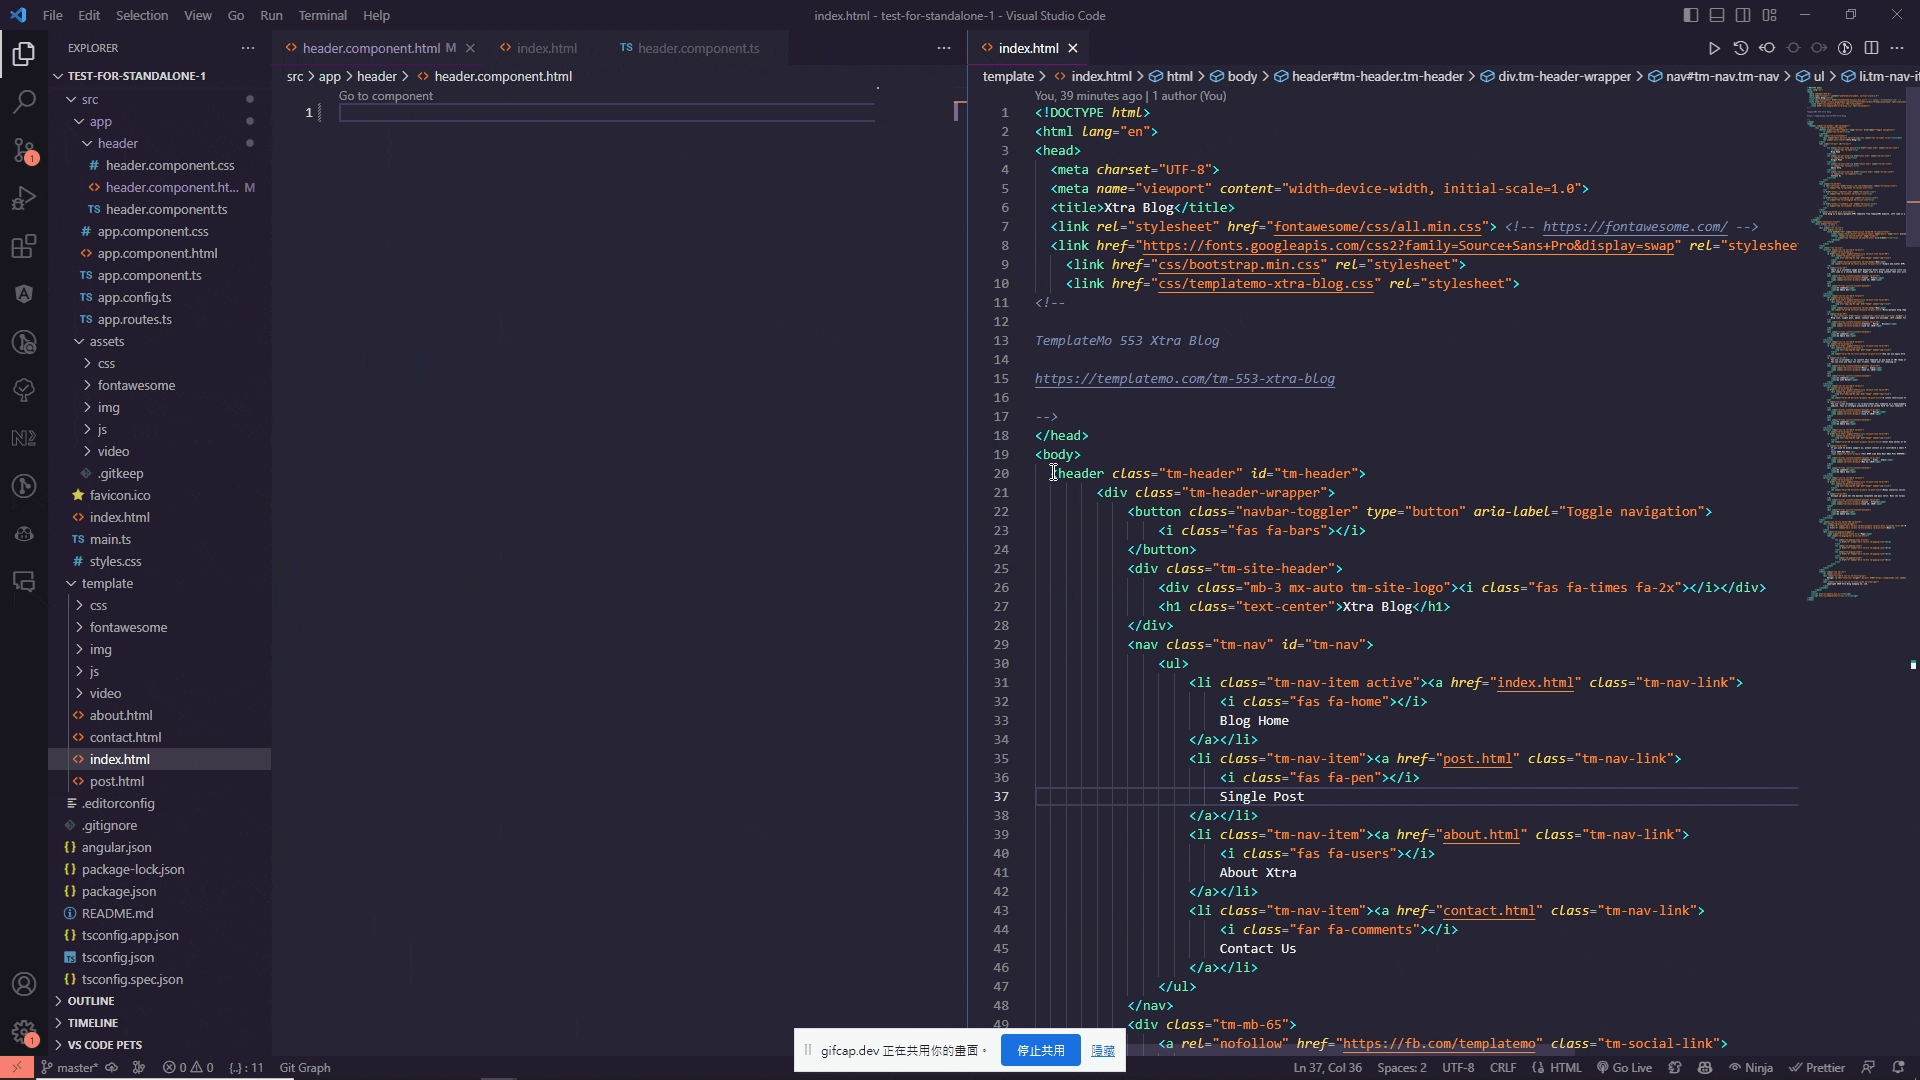 File Edit Selection View Go Run Terminal Help
index.html - test-for-standalone-1 - Visual Studio Code
EXPLORER
TEST-FOR-STANDALONE-1
src
app
header
# header.component.css
<> header.component.ht... M
TS header.component.ts
# app.component.css
<> app.component.html
TS app.component.ts
TS app.config.ts
TS app.routes.ts
assets
css
fontawesome
img
js
video
.gitkeep
favicon.ico
<> index.html
TS main.ts
# styles.css
template
css
fontawesome
img
js
video
<> about.html
<> contact.html
<> index.html
<> post.html
.editorconfig
.gitignore
{} angular.json
{} package-lock.json
{} package.json
README.md
{} tsconfig.app.json
TS tsconfig.json
{} tsconfig.spec.json
OUTLINE
TIMELINE
VS CODE PETS
<> header.component.html M
<> index.html
TS header.component.ts
src > app > header > <> header.component.html
Go to component
1
<> index.html
template > <> index.html > html > body > header#tm-header.tm-header > div.tm-header-wrapper > nav#tm-nav.tm-nav > ul > li.tm-nav-i
You, 39 minutes ago | 1 author (You)
1 <!DOCTYPE html>
2 <html lang="en">
3 <head>
4 <meta charset="UTF-8">
5 <meta name="viewport" content="width=device-width, initial-scale=1.0">
6 <title>Xtra Blog</title>
7 <link rel="stylesheet" href="fontawesome/css/all.min.css"> <!-- https://fontawesome.com/ -->
8 <link href="https://fonts.googleapis.com/css2?family=Source+Sans+Pro&display=swap" rel="styleshee
9 <link href="css/bootstrap.min.css" rel="stylesheet">
10 <link href="css/templatemo-xtra-blog.css" rel="stylesheet">
11 <!--
12
13 TemplateMo 553 Xtra Blog
14
15 https://templatemo.com/tm-553-xtra-blog
16
17 -->
18 </head>
19 <body>
20 <header class="tm-header" id="tm-header">
21 <div class="tm-header-wrapper">
22 <button class="navbar-toggler" type="button" aria-label="Toggle navigation">
23 <i class="fas fa-bars"></i>
24 </button>
25 <div class="tm-site-header">
26 <div class="mb-3 mx-auto tm-site-logo"><i class="fas fa-times fa-2x"></i></div>
27 <h1 class="text-center">Xtra Blog</h1>
28 </div>
29 <nav class="tm-nav" id="tm-nav">
30 <ul>
31 <li class="tm-nav-item active"><a href="index.html" class="tm-nav-link">
32 <i class="fas fa-home"></i>
33 Blog Home
34 </a></li>
35 <li class="tm-nav-item"><a href="post.html" class="tm-nav-link">
36 <i class="fas fa-pen"></i>
37 Single Post
38 </a></li>
39 <li class="tm-nav-item"><a href="about.html" class="tm-nav-link">
40 <i class="fas fa-users"></i>
41 About Xtra
42 </a></li>
43 <li class="tm-nav-item"><a href="contact.html" class="tm-nav-link">
44 <i class="far fa-comments"></i>
45 Contact Us
46 </a></li>
47 </ul>
48 </nav>
49 <div class="tm-mb-65">
<a rel="nofollow" href="https://fb.com/templatemo" class="tm-social-link">
gifcap.dev 正在共用你的畫面。 停止共用 隱藏
master* 0 0 {..} : 11 Git Graph
Ln 37, Col 36 Spaces: 2 UTF-8 CRLF HTML Go Live Ninja Prettier